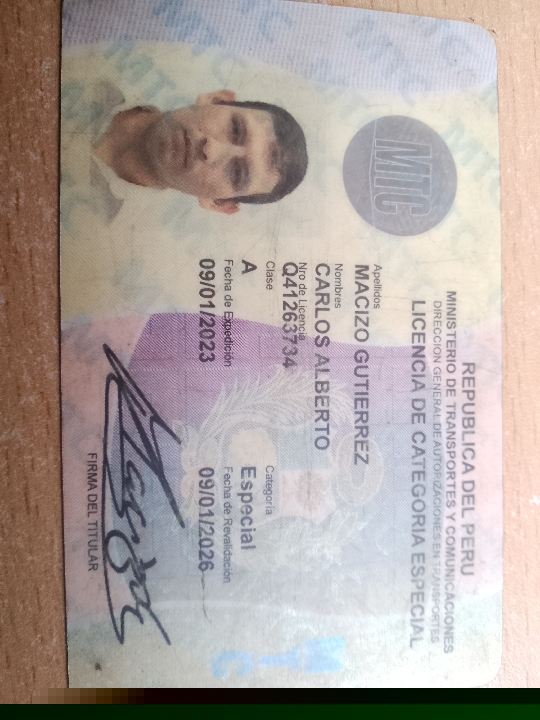 REPUBLICA DEL PERU
MINISTERIO DE TRANSPORTES Y COMUNICACIONES
DIRECCION GENERAL DE AUTORIZACIONES EN TRANSPORTES
LICENCIA DE CATEGORIA ESPECIAL
MTC
Apellidos
MACIZO GUTIERREZ
Nombres
CARLOS ALBERTO
Nro de Licencia
Q41263734
Clase
A
Categoria
Especial
Fecha de Expedición
09/01/2023
Fecha de Revalidación
09/01/2026
FIRMA DEL TITULAR
MTC